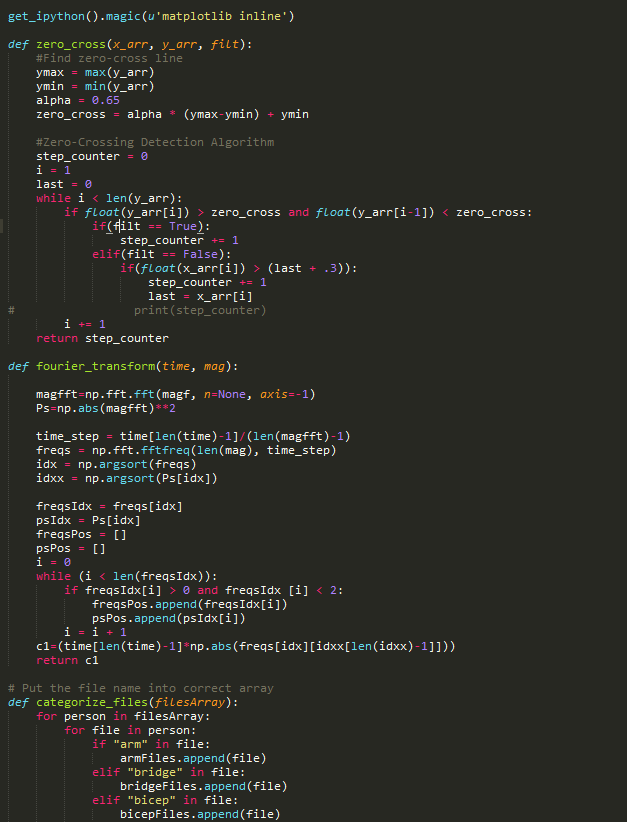 get_ipython().magic(u'matplotlib inline')
def zero_cross(x_arr, y_arr, filt):
    #Find zero-cross line
    ymax = max(y_arr)
    ymin = min(y_arr)
    alpha = 0.65
    zero_cross = alpha * (ymax-ymin) + ymin
    #Zero-Crossing Detection Algorithm
    step_counter = 0
    i = 1
    last = 0
    while i < len(y_arr):
        if float(y_arr[i]) > zero_cross and float(y_arr[i-1]) < zero_cross:
            if(filt == True):
                step_counter += 1
            elif(filt == False):
                if(float(x_arr[i]) > (last + .3)):
                    step_counter += 1
                    last = x_arr[i]
#                 print(step_counter)
        i += 1
    return step_counter
def fourier_transform(time, mag):
    magfft=np.fft.fft(magf, n=None, axis=-1)
    Ps=np.abs(magfft)**2
    time_step = time[len(time)-1]/(len(magfft)-1)
    freqs = np.fft.fftfreq(len(mag), time_step)
    idx = np.argsort(freqs)
    idxx = np.argsort(Ps[idx])
    freqsIdx = freqs[idx]
    psIdx = Ps[idx]
    freqsPos = []
    psPos = []
    i = 0
    while (i < len(freqsIdx)):
        if freqsIdx[i] > 0 and freqsIdx [i] < 2:
            freqsPos.append(freqsIdx[i])
            psPos.append(psIdx[i])
        i = i + 1
    c1=(time[len(time)-1]*np.abs(freqs[idx][idxx[len(idxx)-1]]))
    return c1
# Put the file name into correct array
def categorize_files(filesArray):
    for person in filesArray:
        for file in person:
            if "arm" in file:
                armFiles.append(file)
            elif "bridge" in file:
                bridgeFiles.append(file)
            elif "bicep" in file:
                bicepFiles.append(file)